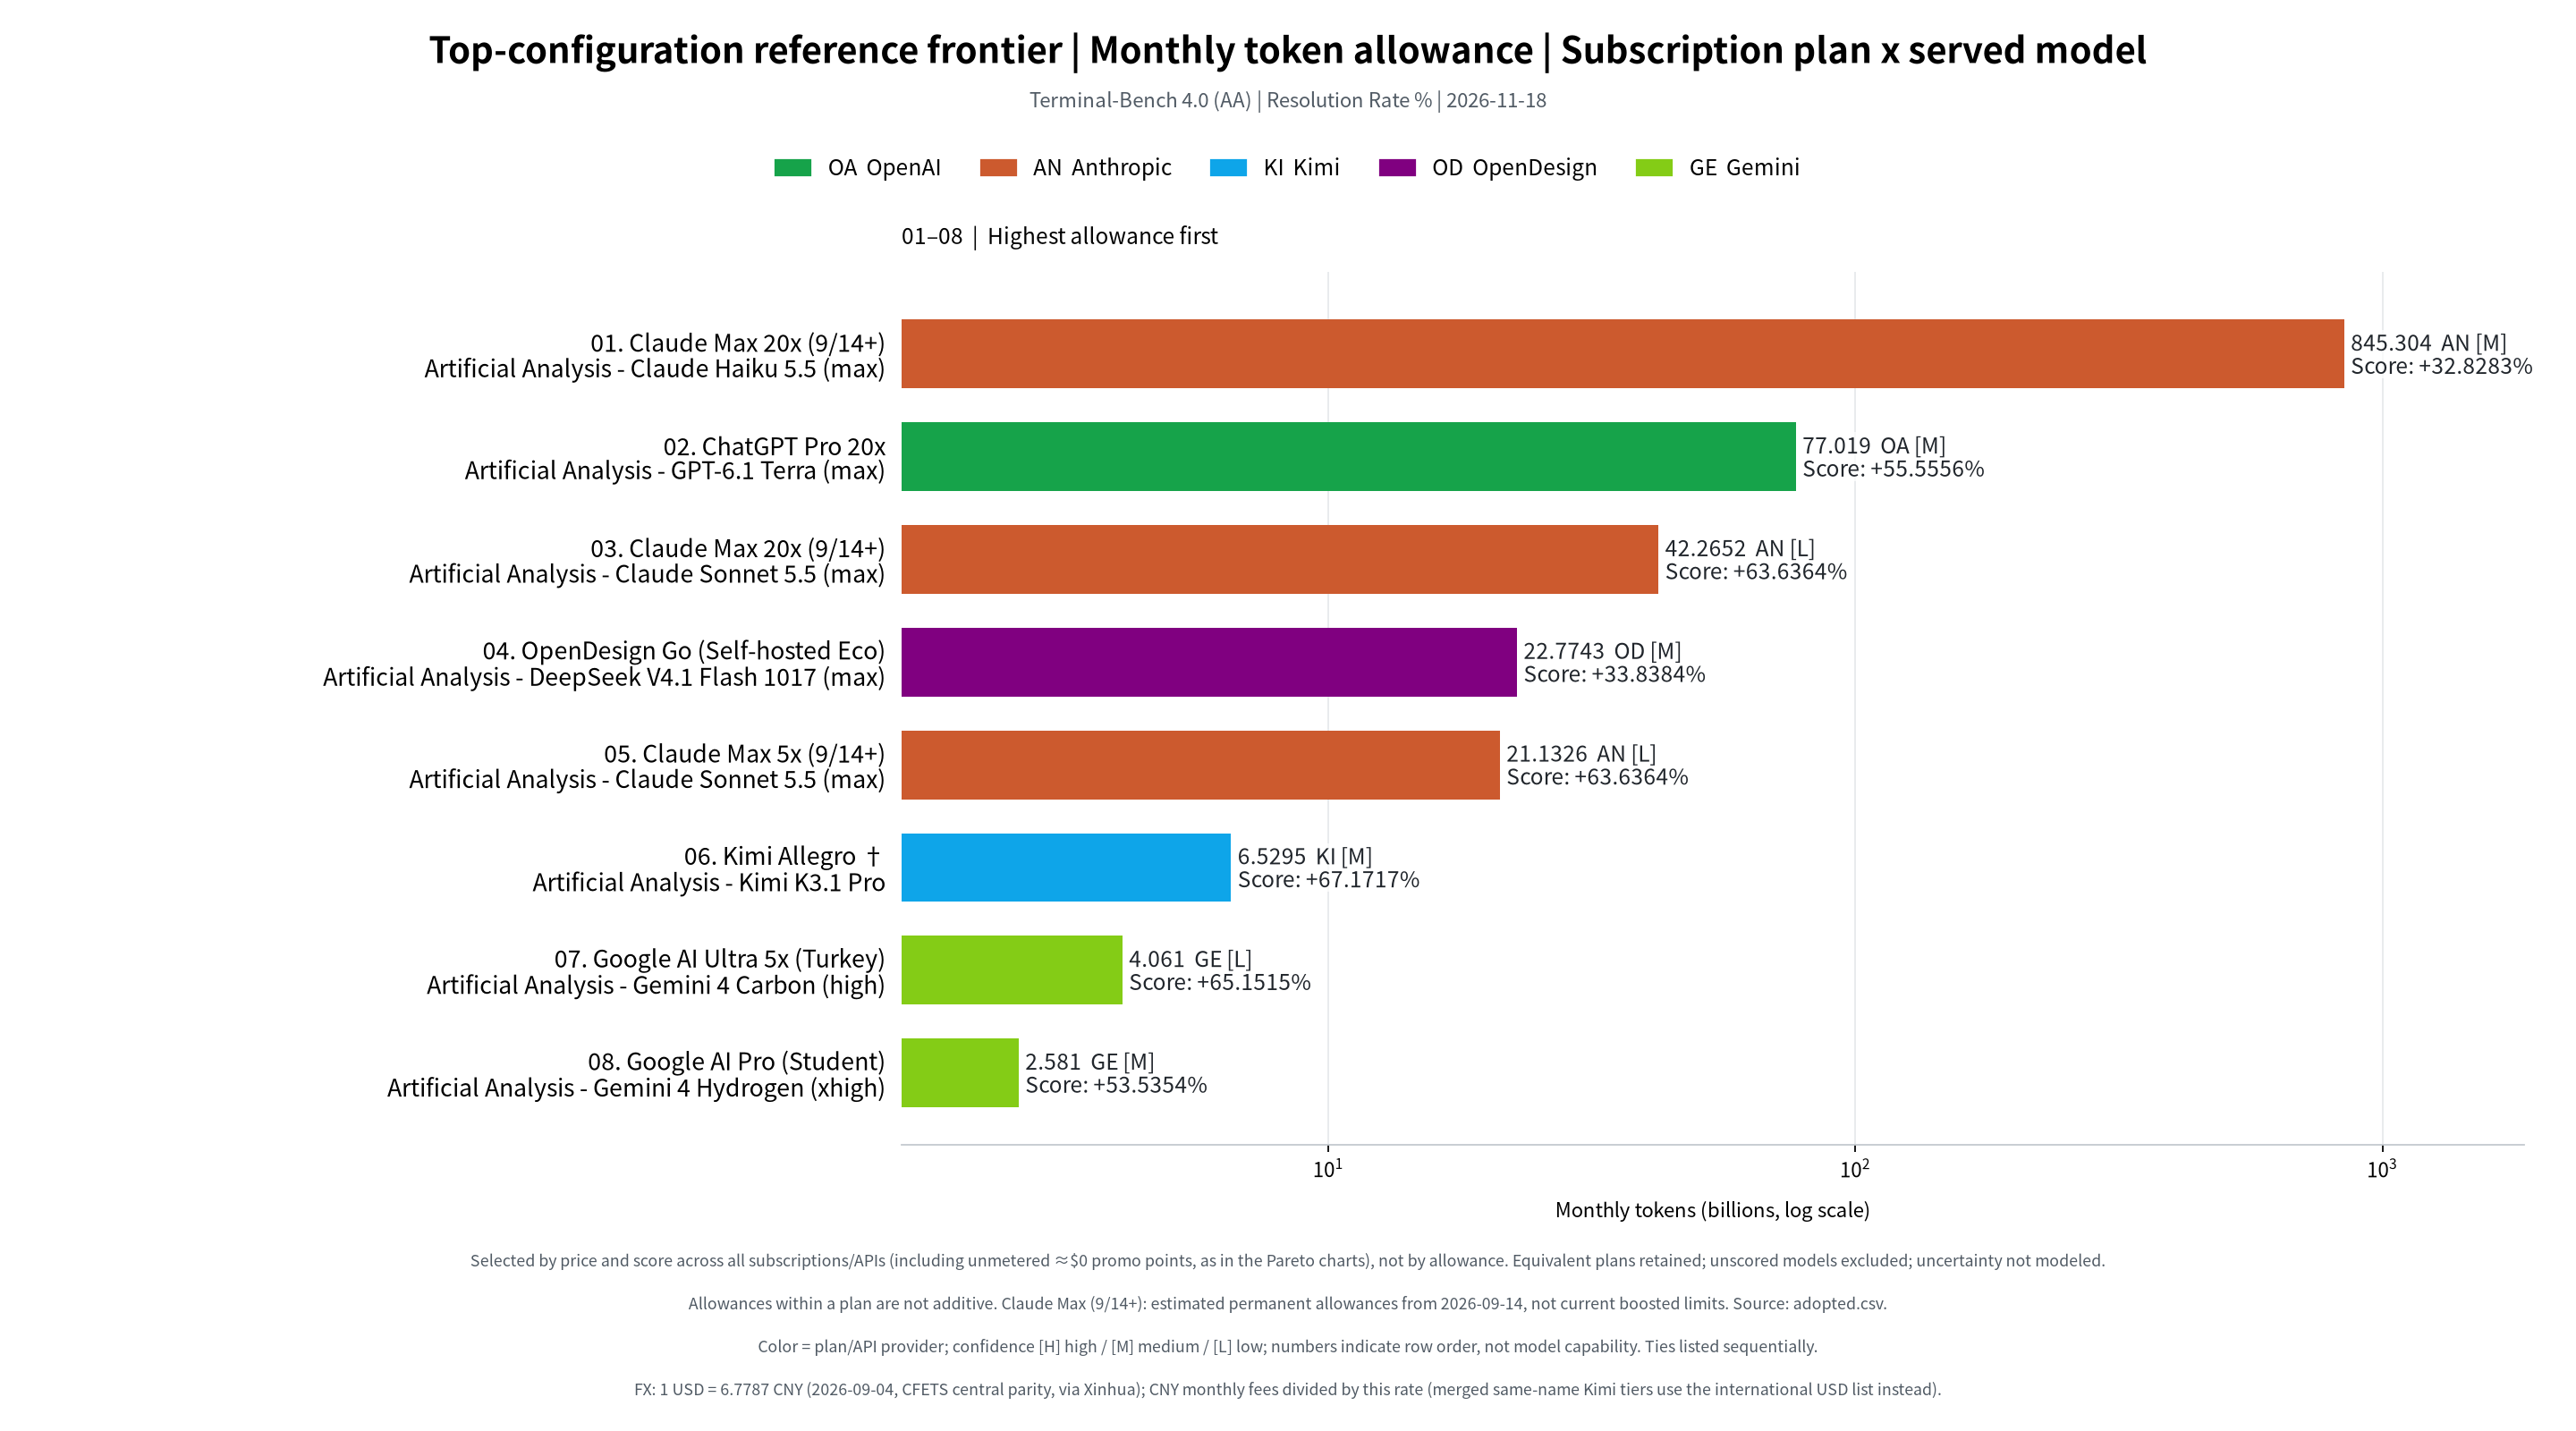 Top-configuration reference frontier | Monthly token allowance | Subscription plan x served model
Terminal-Bench 4.0 (AA) | Resolution Rate % | 2026-11-18
OA OpenAI
AN Anthropic
KI Kimi
OD OpenDesign
GE Gemini
01–08 | Highest allowance first
01. Claude Max 20x (9/14+)
Artificial Analysis - Claude Haiku 5.5 (max)
845.304 AN [M]
Score: +32.8283%
02. ChatGPT Pro 20x
Artificial Analysis - GPT-6.1 Terra (max)
77.019 OA [M]
Score: +55.5556%
03. Claude Max 20x (9/14+)
Artificial Analysis - Claude Sonnet 5.5 (max)
42.2652 AN [L]
Score: +63.6364%
04. OpenDesign Go (Self-hosted Eco)
Artificial Analysis - DeepSeek V4.1 Flash 1017 (max)
22.7743 OD [M]
Score: +33.8384%
05. Claude Max 5x (9/14+)
Artificial Analysis - Claude Sonnet 5.5 (max)
21.1326 AN [L]
Score: +63.6364%
06. Kimi Allegro †
Artificial Analysis - Kimi K3.1 Pro
6.5295 KI [M]
Score: +67.1717%
07. Google AI Ultra 5x (Turkey)
Artificial Analysis - Gemini 4 Carbon (high)
4.061 GE [L]
Score: +65.1515%
08. Google AI Pro (Student)
Artificial Analysis - Gemini 4 Hydrogen (xhigh)
2.581 GE [M]
Score: +53.5354%
10¹
10²
10³
Monthly tokens (billions, log scale)
Selected by price and score across all subscriptions/APIs (including unmetered ≈$0 promo points, as in the Pareto charts), not by allowance. Equivalent plans retained; unscored models excluded; uncertainty not modeled.
Allowances within a plan are not additive. Claude Max (9/14+): estimated permanent allowances from 2026-09-14, not current boosted limits. Source: adopted.csv.
Color = plan/API provider; confidence [H] high / [M] medium / [L] low; numbers indicate row order, not model capability. Ties listed sequentially.
FX: 1 USD = 6.7787 CNY (2026-09-04, CFETS central parity, via Xinhua); CNY monthly fees divided by this rate (merged same-name Kimi tiers use the international USD list instead).